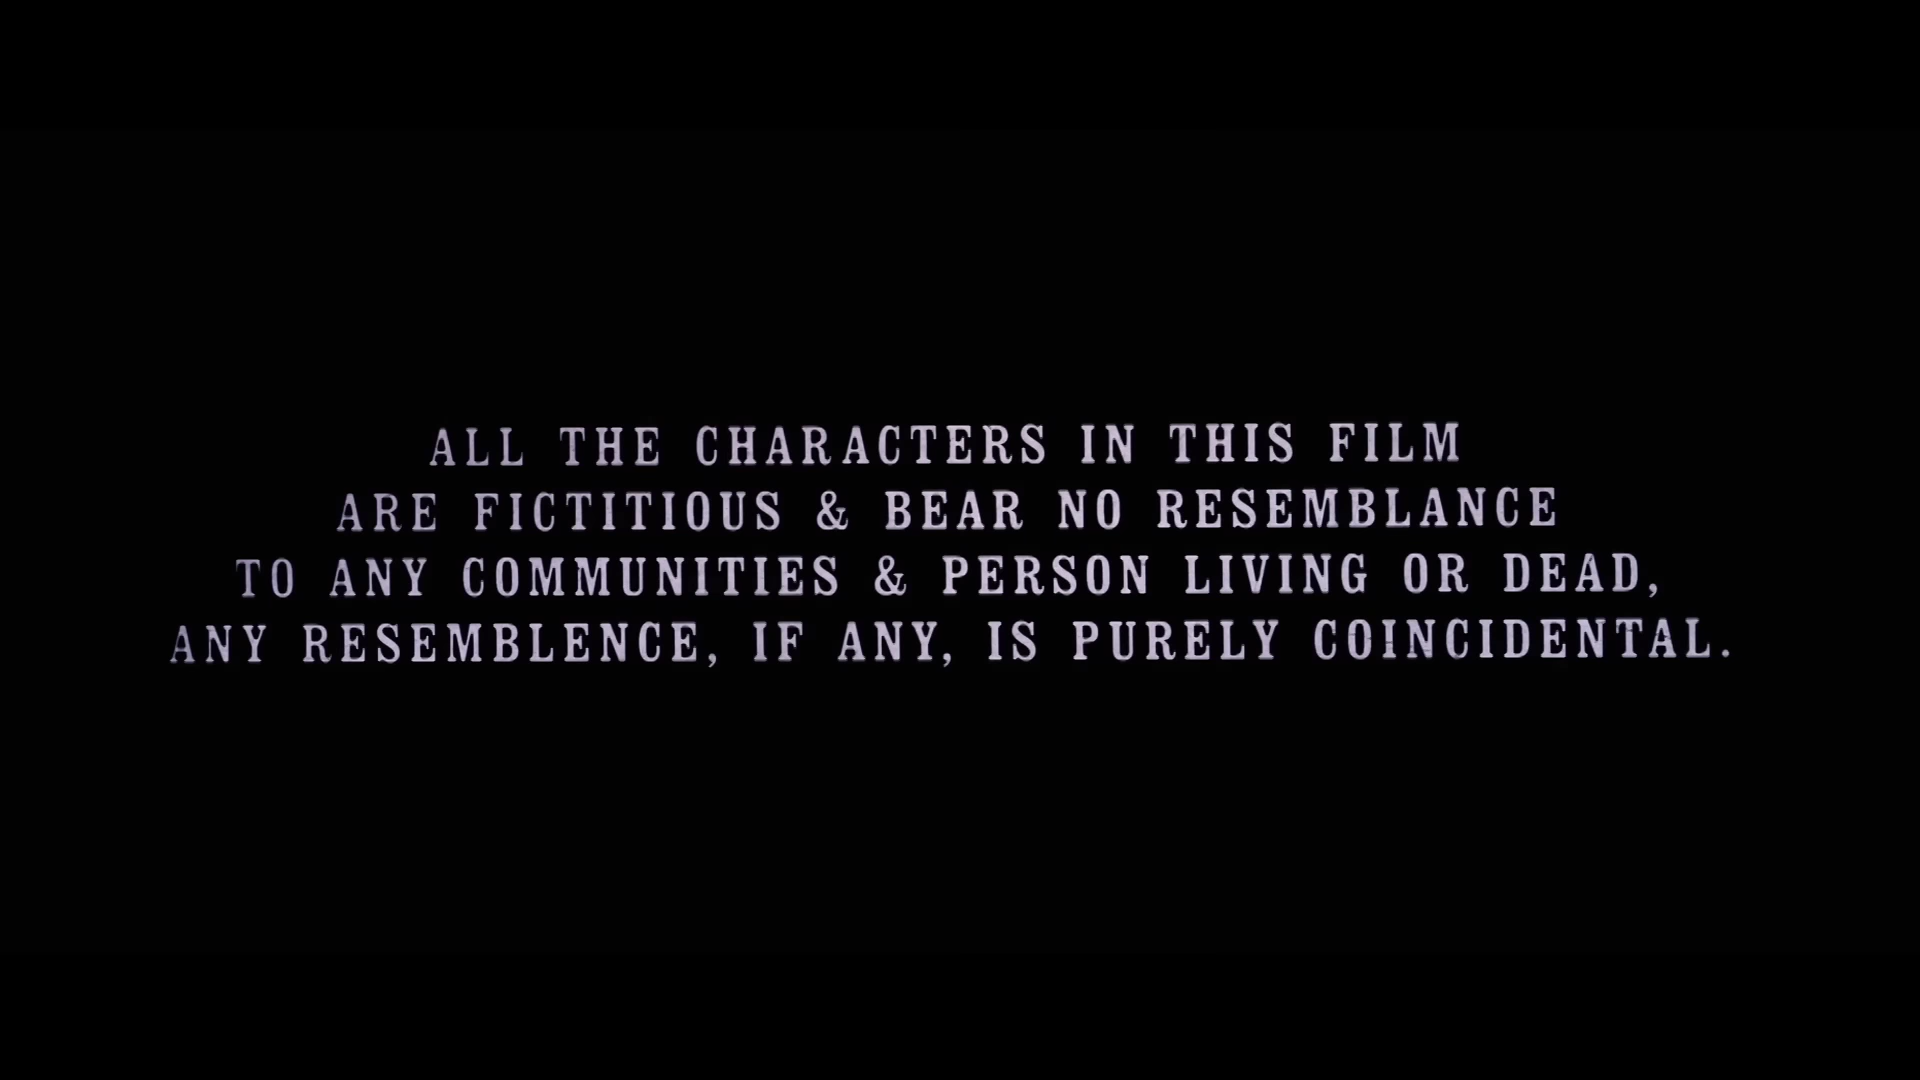 ALL THE CHARACTERS IN THIS FILM
ARE FICTITIOUS & BEAR NO RESEMBLANCE
TO ANY COMMUNITIES & PERSON LIVING OR DEAD,
ANY RESEMBLENCE, IF ANY, IS PURELY COINCIDENTAL.